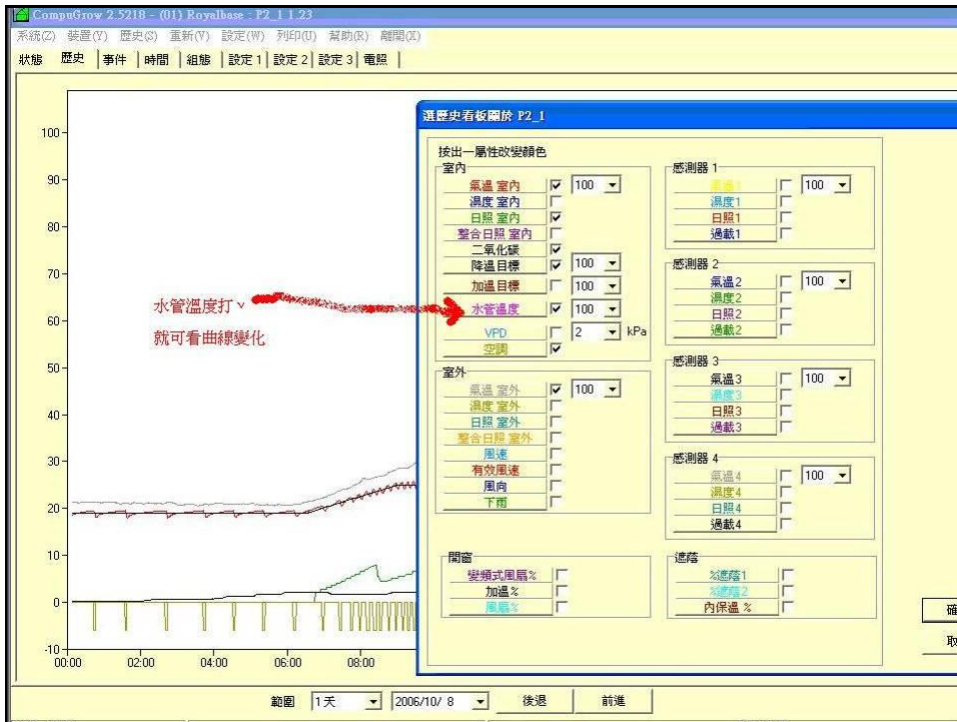 CompuGrow 2.5218 - (01) Royalbase : P2_1 1.23
系統(Z) 裝置(Y) 歷史(S) 重新(V) 設定(W) 列印(U) 幫助(R) 離開(X)
狀態 歷史 事件 時間 組態 設定 1 設定 2 設定 3 電照
選歷史看板關於 P2_1
按出一屬性改變顏色
室內
氣溫 室內 100
濕度 室內
日照 室內
整合日照 室內
二氧化碳
降溫目標 100
加溫目標 100
水管溫度 100
VPD 2 kPa
空調
室外
氣溫 室外 100
濕度 室外
日照 室外
整合日照 室外
風速
有效風速
風向
下雨
開窗
變頻式風扇%
加溫%
風扇%
感測器 1
氣溫1 100
濕度1
日照1
過載1
感測器 2
氣溫2 100
濕度2
日照2
過載2
感測器 3
氣溫3 100
濕度3
日照3
過載3
感測器 4
氣溫4 100
濕度4
日照4
過載4
遮蔭
%遮蔭1
%遮蔭2
內保溫 %
確
取
水管溫度打ˇ
就可看曲線變化
100
90
80
70
60
50
40
30
20
10
0
-10
00:00 02:00 04:00 06:00 08:00
範圍 1天 2006/10/ 8 後退 前進